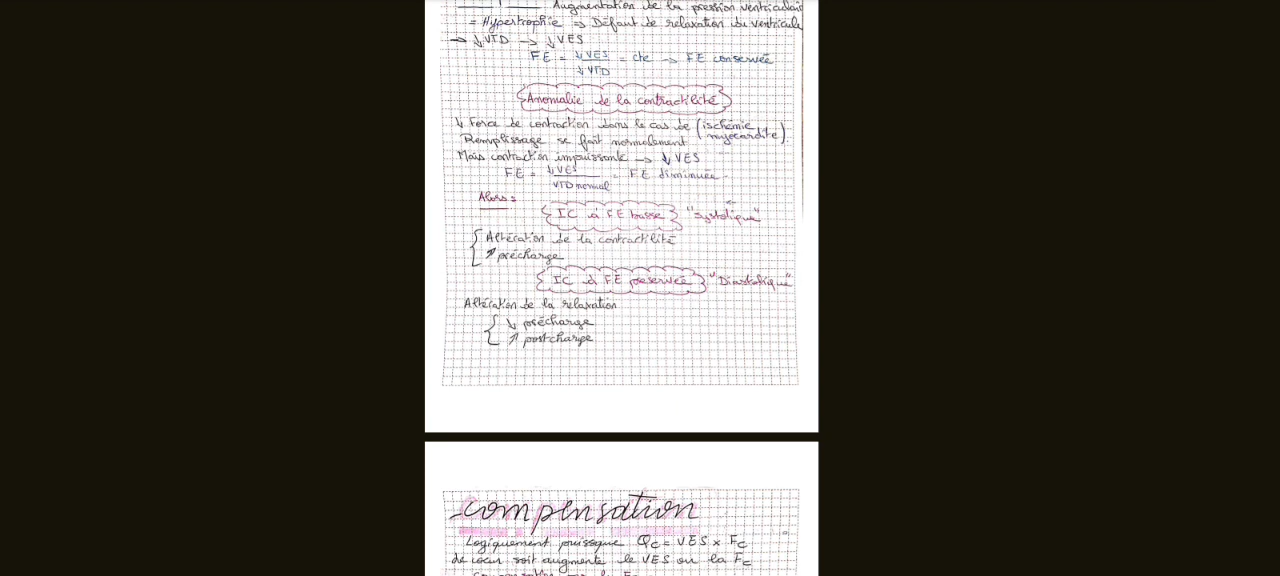 Augmentation de la pression ventriculaire
= Hypertrophie ⇒ Défaut de relaxation du ventricule
→ ↓VTD → ↓VES
FE = ↓VES / ↓VTD = cte → FE conservée
Anomalie de la contractilité
↓ Force de contraction dans le cas de (ischémie
myocardite).
Remplissage se fait normalement
Mais contraction impuissante → ↓ VES
FE = ↓VES / VTD normal = FE diminuée.
Alors :
IC à FE basse "systolique"
Altération de la contractilité
↑ précharge
IC à FE préservée "Diastolique"
Altération de la relaxation
↓ précharge
↑ postcharge
-compensation
Logiquement puisque Qc = VES x Fc
de cœur soit augmente le VES ou la Fc